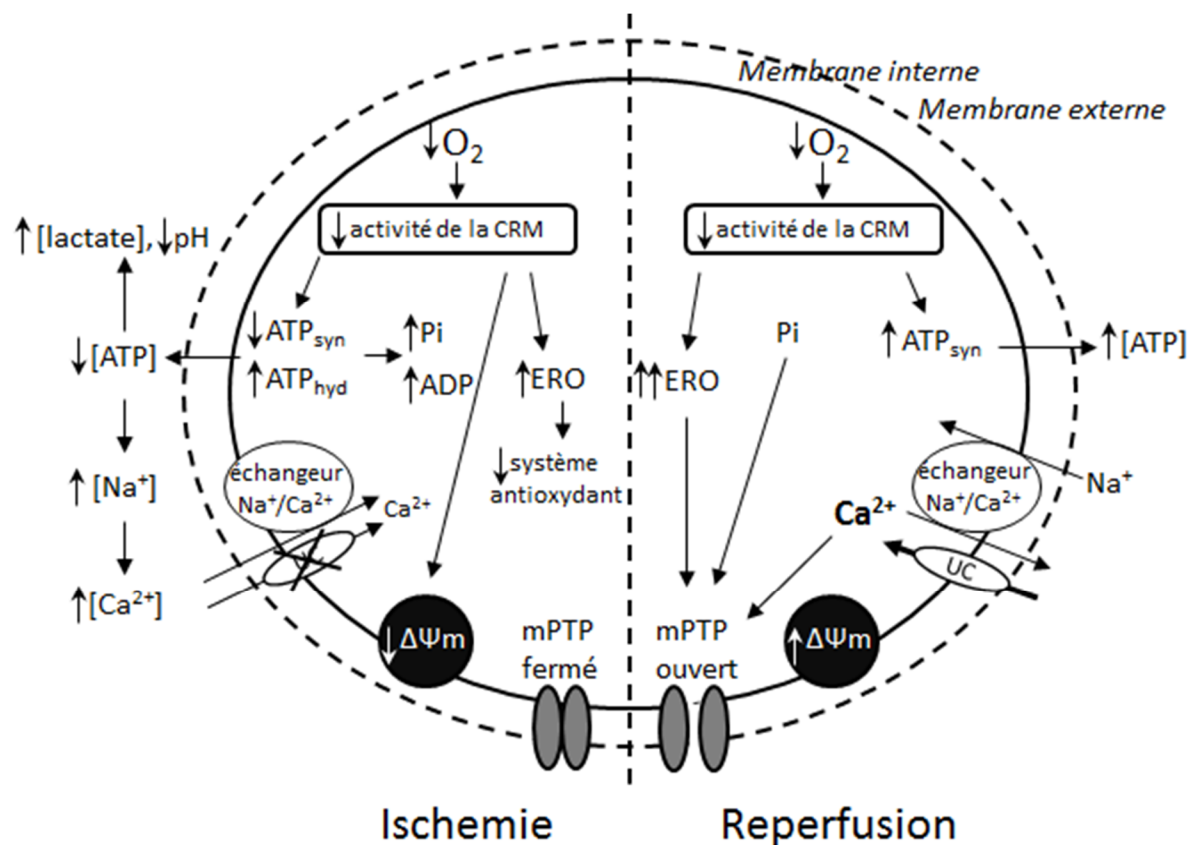 Membrane interne
Membrane externe
↓O₂
↓activité de la CRM
↑[lactate],↓pH
↓ATPsyn
↑ATPhyd
↑Pi
↑ADP
↓[ATP]
↑ERO
↓système
antioxydant
↑[Na⁺]
échangeur
Na⁺/Ca²⁺
Ca²⁺
↑[Ca²⁺]
↓ΔΨm
mPTP
fermé
↓O₂
↓activité de la CRM
↑↑ERO
Pi
↑ATPsyn
↑[ATP]
échangeur
Na⁺/Ca²⁺
Na⁺
Ca²⁺
UC
mPTP
ouvert
↑ΔΨm
Ischemie
Reperfusion